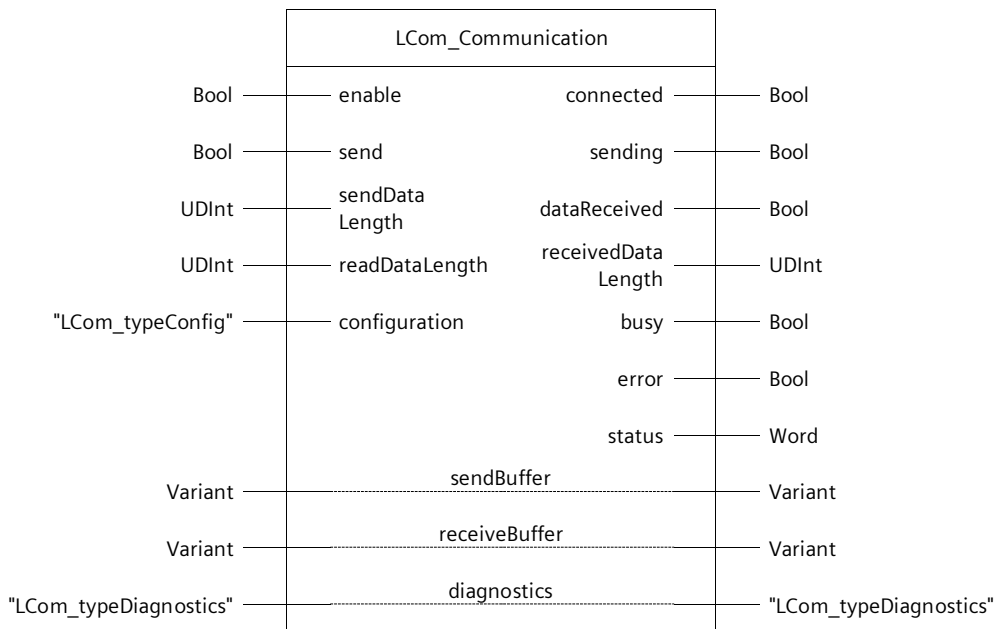 LCom_Communication
Bool enable connected Bool
Bool send sending Bool
UDInt sendData
Length dataReceived Bool
UDInt readDataLength receivedData
Length UDInt
"LCom_typeConfig" configuration busy Bool
error Bool
status Word
Variant sendBuffer Variant
Variant receiveBuffer Variant
"LCom_typeDiagnostics" diagnostics "LCom_typeDiagnostics"